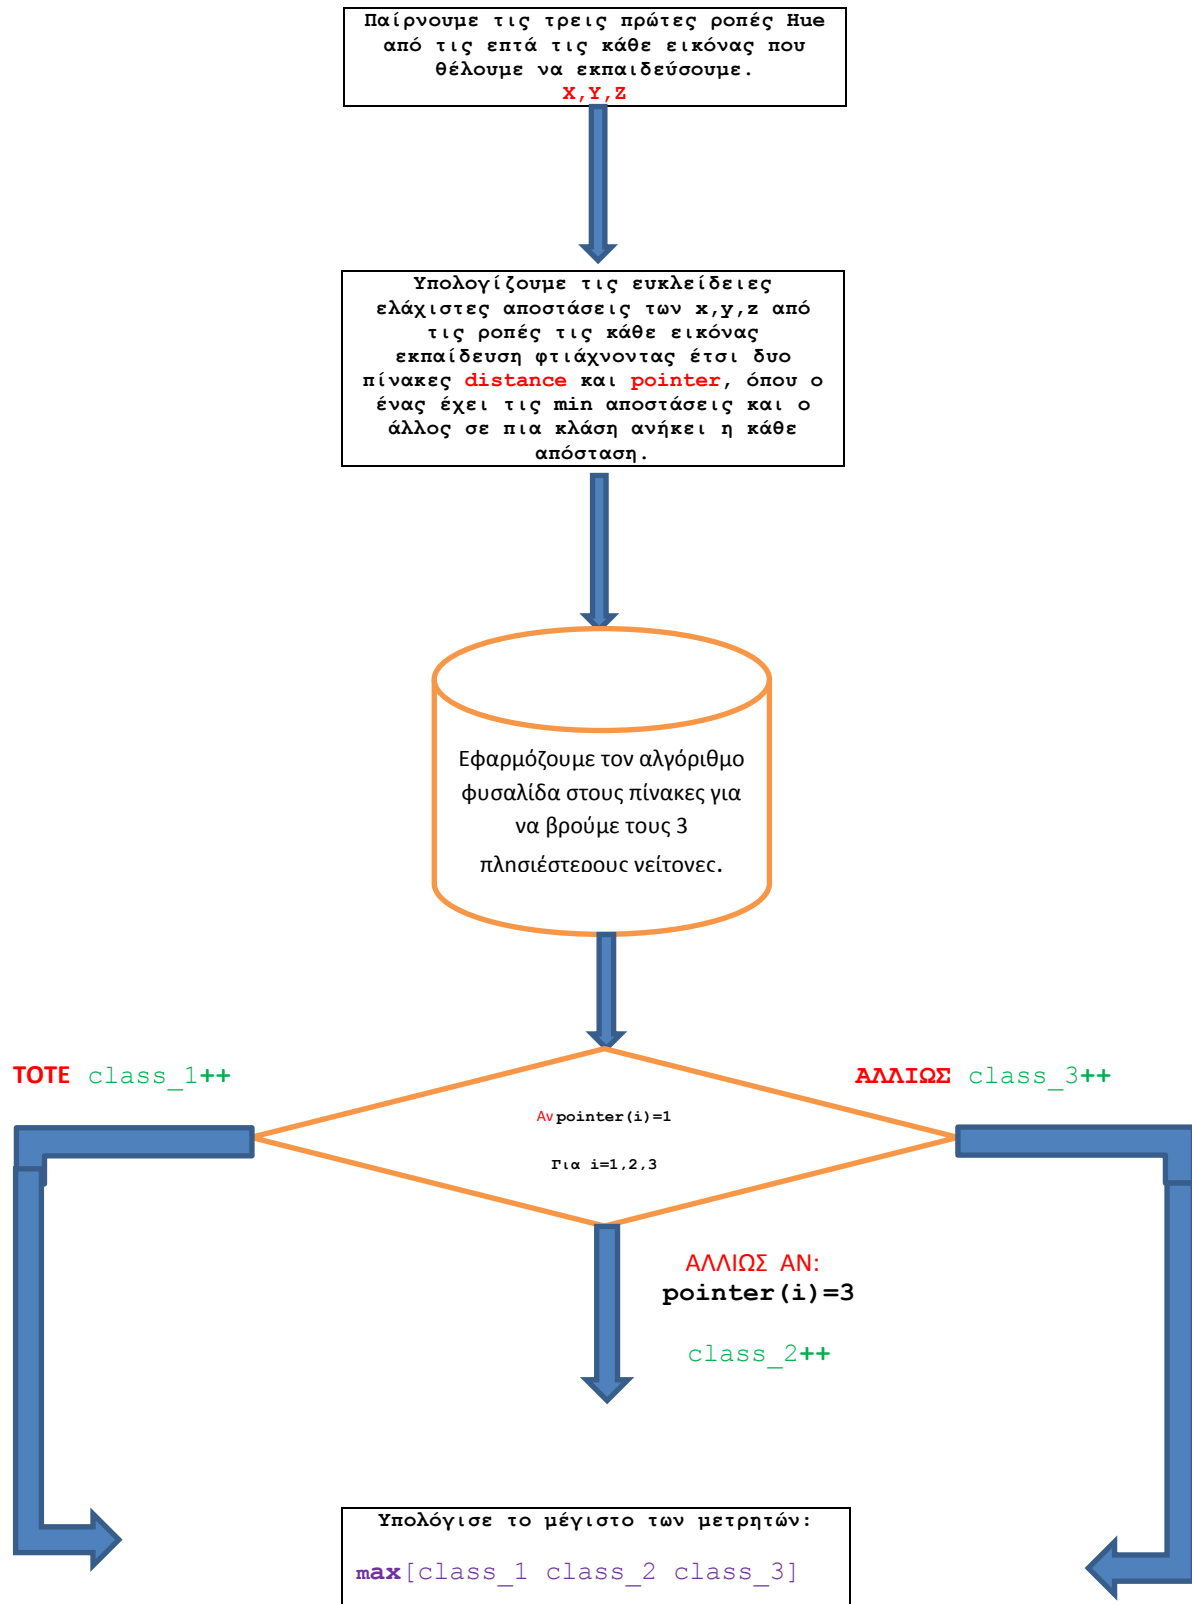 Παίρνουμε τις τρεις πρώτες ροπές Hue
από τις επτά τις κάθε εικόνας που
θέλουμε να εκπαιδεύσουμε.
X,Y,Z
Υπολογίζουμε τις ευκλείδειες
ελάχιστες αποστάσεις των x,y,z από
τις ροπές τις κάθε εικόνας
εκπαίδευση φτιάχνοντας έτσι δυο
πίνακες distance και pointer, όπου ο
ένας έχει τις min αποστάσεις και ο
άλλος σε πια κλάση ανήκει η κάθε
απόσταση.
Εφαρμόζουμε τον αλγόριθμο
φυσαλίδα στους πίνακες για
να βρούμε τους 3
πλησιέστερους γείτονες.
ΤΟΤΕ class_1++
ΑΛΛΙΩΣ class_3++
Αν pointer(i)=1
Για i=1,2,3
ΑΛΛΙΩΣ ΑΝ:
pointer(i)=3
class_2++
Υπολόγισε το μέγιστο των μετρητών:
max[class_1 class_2 class_3]